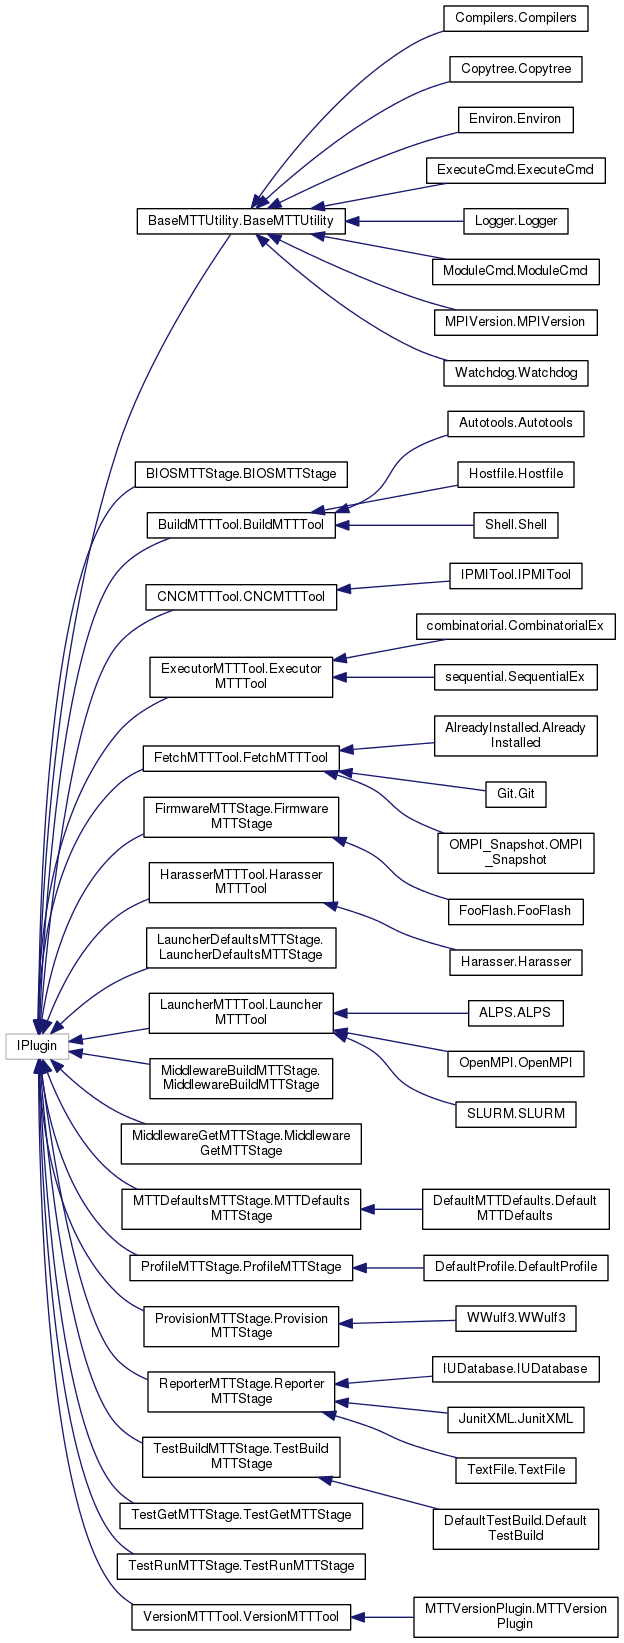 Compilers.Compilers
Copytree.Copytree
Environ.Environ
ExecuteCmd.ExecuteCmd
BaseMTTUtility.BaseMTTUtility
Logger.Logger
ModuleCmd.ModuleCmd
MPIVersion.MPIVersion
Watchdog.Watchdog
Autotools.Autotools
BIOSMTTStage.BIOSMTTStage
Hostfile.Hostfile
BuildMTTTool.BuildMTTTool
Shell.Shell
IPMITool.IPMITool
CNCMTTTool.CNCMTTTool
combinatorial.CombinatorialEx
ExecutorMTTTool.Executor
MTTTool
sequential.SequentialEx
AlreadyInstalled.Already
Installed
FetchMTTTool.FetchMTTTool
Git.Git
FirmwareMTTStage.Firmware
MTTStage
OMPI_Snapshot.OMPI
_Snapshot
HarasserMTTTool.Harasser
MTTTool
FooFlash.FooFlash
LauncherDefaultsMTTStage.
LauncherDefaultsMTTStage
Harasser.Harasser
LauncherMTTTool.Launcher
MTTTool
ALPS.ALPS
IPlugin
OpenMPI.OpenMPI
MiddlewareBuildMTTStage.
MiddlewareBuildMTTStage
SLURM.SLURM
MiddlewareGetMTTStage.Middleware
GetMTTStage
MTTDefaultsMTTStage.MTTDefaults
MTTStage
DefaultMTTDefaults.Default
MTTDefaults
ProfileMTTStage.ProfileMTTStage
DefaultProfile.DefaultProfile
ProvisionMTTStage.Provision
MTTStage
WWulf3.WWulf3
IUDatabase.IUDatabase
ReporterMTTStage.Reporter
MTTStage
JunitXML.JunitXML
TestBuildMTTStage.TestBuild
MTTStage
TextFile.TextFile
TestGetMTTStage.TestGetMTTStage
DefaultTestBuild.Default
TestBuild
TestRunMTTStage.TestRunMTTStage
VersionMTTTool.VersionMTTTool
MTTVersionPlugin.MTTVersion
Plugin